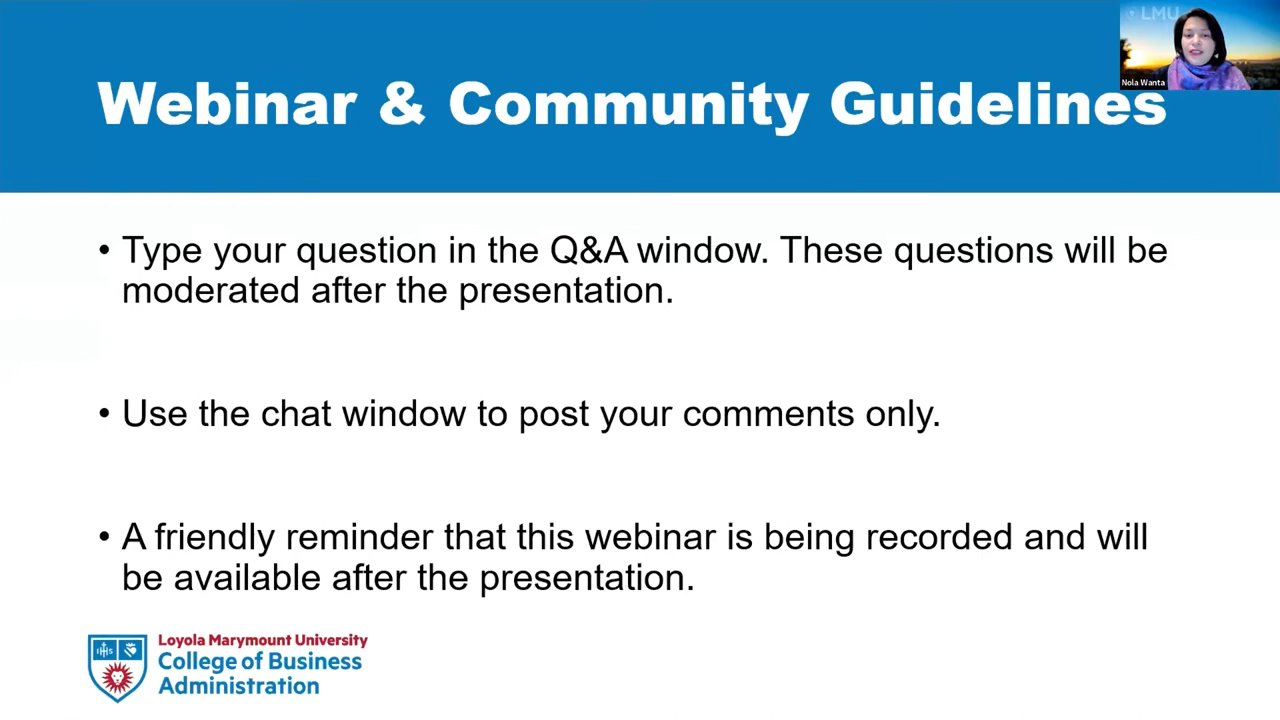 LMU
Nola Wanta
Webinar & Community Guidelines
• Type your question in the Q&A window. These questions will be
moderated after the presentation.
• Use the chat window to post your comments only.
• A friendly reminder that this webinar is being recorded and will
be available after the presentation.
IHS
Loyola Marymount University
College of Business
Administration